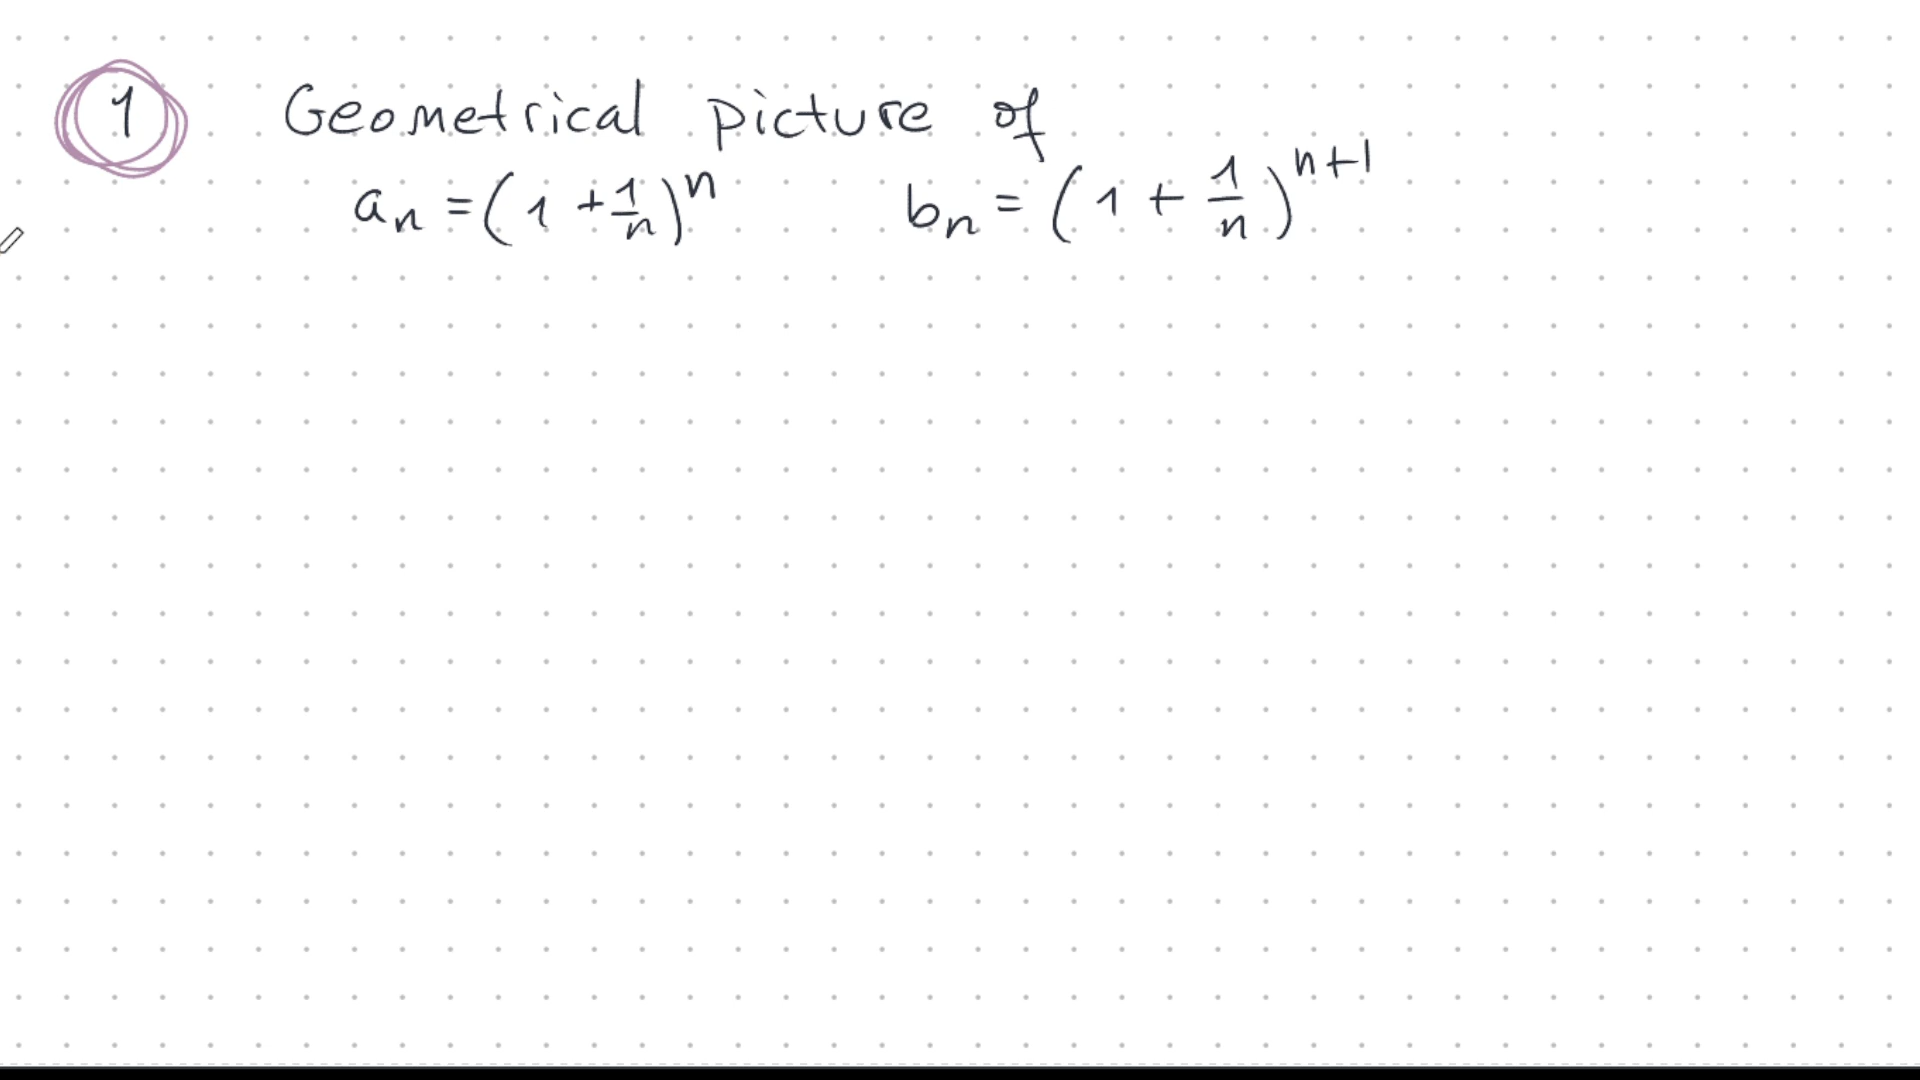 1 Geometrical picture of
aₙ = (1 + 1/n)ⁿ bₙ = (1 + 1/n)ⁿ⁺¹